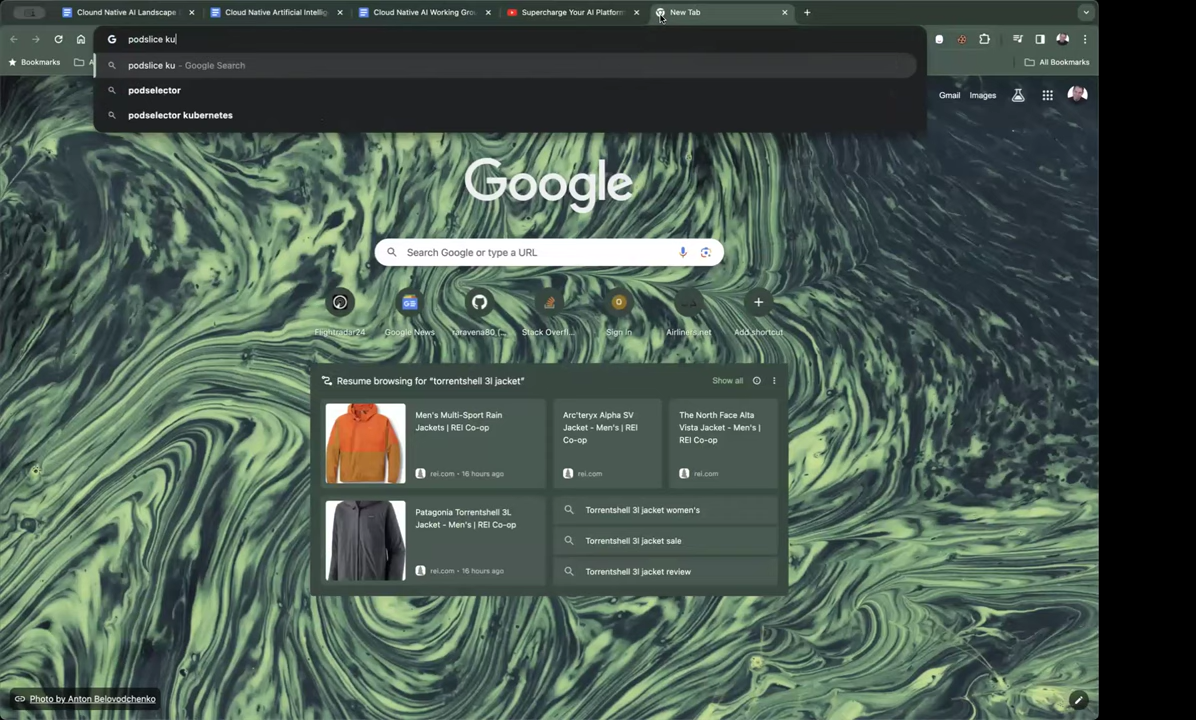 Cloud Native AI Landscape
Cloud Native Artificial Intellig
Cloud Native AI Working Gro
Supercharge Your AI Platform
New Tab
podslice ku
Bookmarks
A
All Bookmarks
podslice ku - Google Search
podselector
podselector kubernetes
Gmail
Images
Google
Search Google or type a URL
Flightradar24
Google News
raravena80 (...
Stack Overfl...
Sign In
Airliners.net
Add shortcut
Resume browsing for "torrentshell 3l jacket"
Show all
Men's Multi-Sport Rain
Jackets | REI Co-op
rei.com • 16 hours ago
Arc'teryx Alpha SV
Jacket - Men's | REI
Co-op
rei.com
The North Face Alta
Vista Jacket - Men's |
REI Co-op
rei.com
Patagonia Torrentshell 3L
Jacket - Men's | REI Co-op
rei.com • 16 hours ago
Torrentshell 3l jacket women's
Torrentshell 3l jacket sale
Torrentshell 3l jacket review
Photo by Anton Belovodchenko